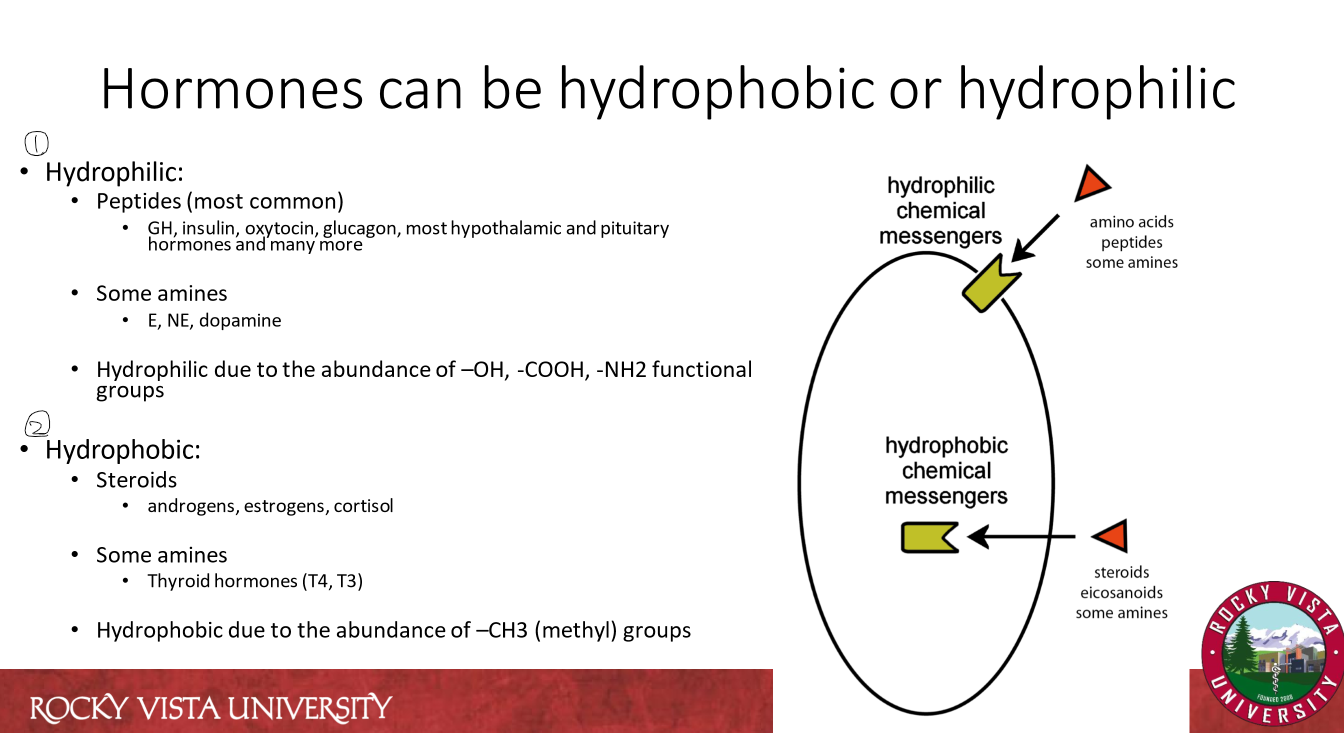 Hormones can be hydrophobic or hydrophilic
1
• Hydrophilic:
• Peptides (most common)
• GH, insulin, oxytocin, glucagon, most hypothalamic and pituitary
hormones and many more
• Some amines
• E, NE, dopamine
• Hydrophilic due to the abundance of –OH, -COOH, -NH2 functional
groups
2
• Hydrophobic:
• Steroids
• androgens, estrogens, cortisol
• Some amines
• Thyroid hormones (T4, T3)
• Hydrophobic due to the abundance of –CH3 (methyl) groups
hydrophilic
chemical
messengers
amino acids
peptides
some amines
hydrophobic
chemical
messengers
steroids
eicosanoids
some amines
ROCKY VISTA UNIVERSITY
ROCKY VISTA
UNIVERSITY
FOUNDED 2006